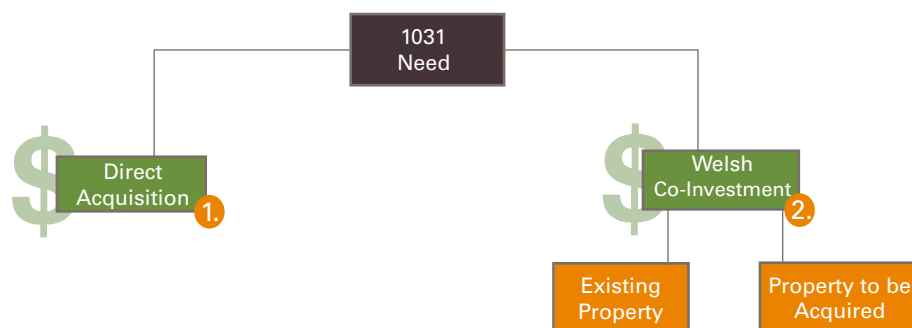 1031
Need
$
Direct
Acquisition
1.
$
Welsh
Co-Investment
2.
Existing
Property
Property to be
Acquired